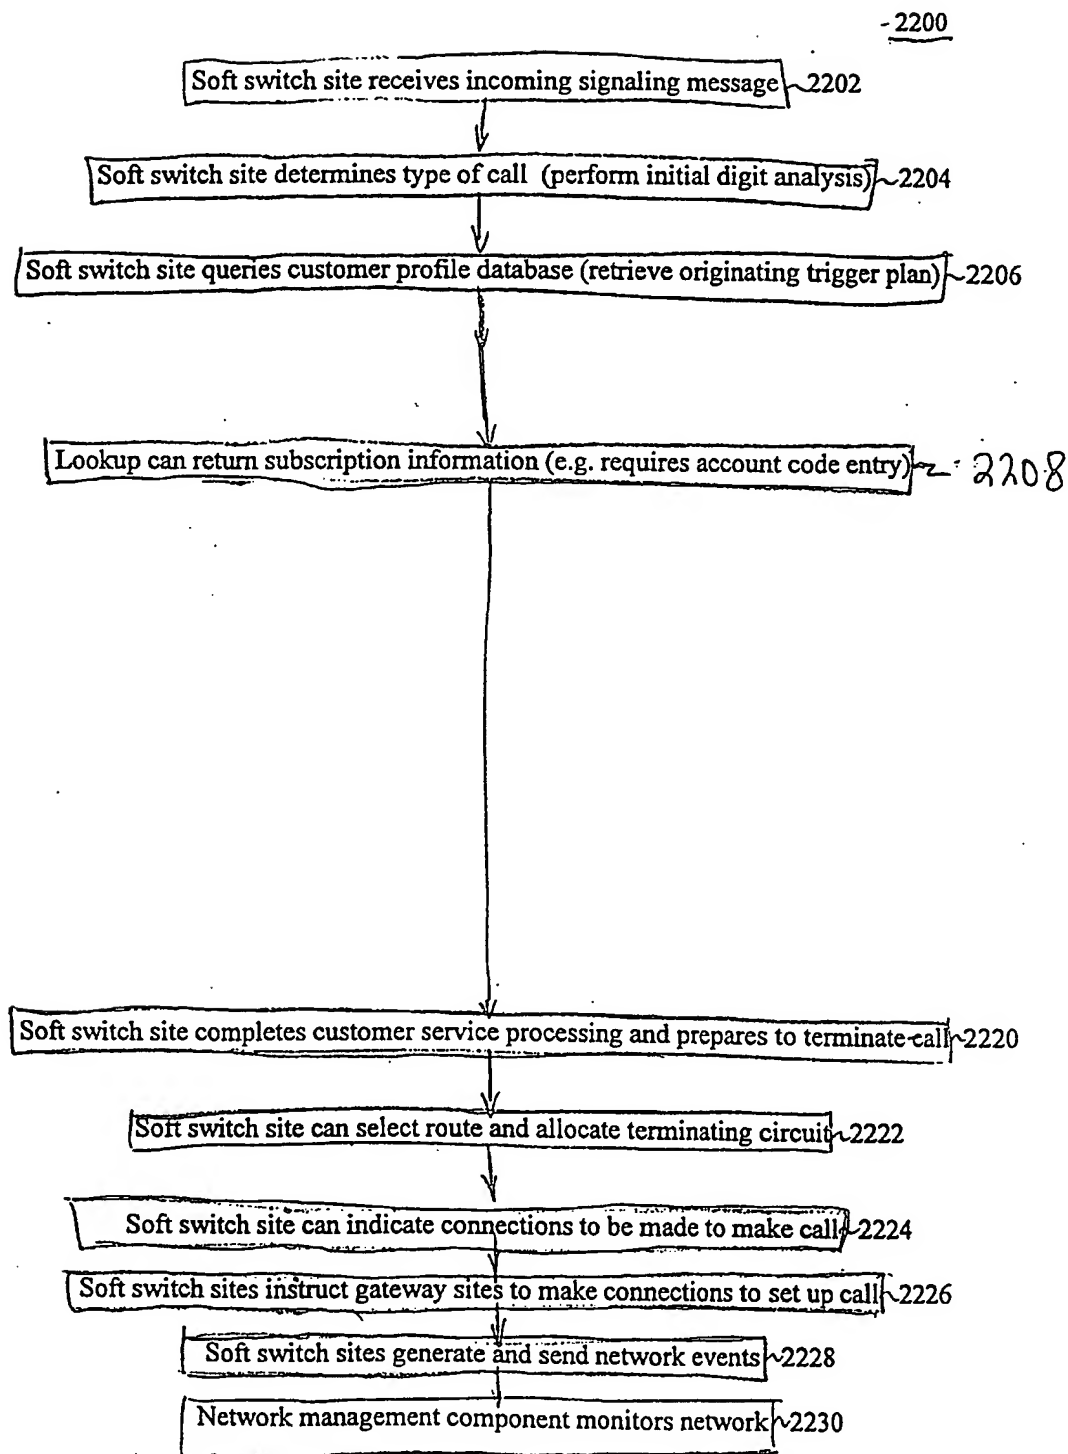 2200
Soft switch site receives incoming signaling message 2202
Soft switch site determines type of call (perform initial digit analysis) 2204
Soft switch site queries customer profile database (retrieve originating trigger plan) 2206
Lookup can return subscription information (e.g. requires account code entry) 2208
Soft switch site completes customer service processing and prepares to terminate call 2220
Soft switch site can select route and allocate terminating circuit 2222
Soft switch site can indicate connections to be made to make call 2224
Soft switch sites instruct gateway sites to make connections to set up call 2226
Soft switch sites generate and send network events 2228
Network management component monitors network 2230